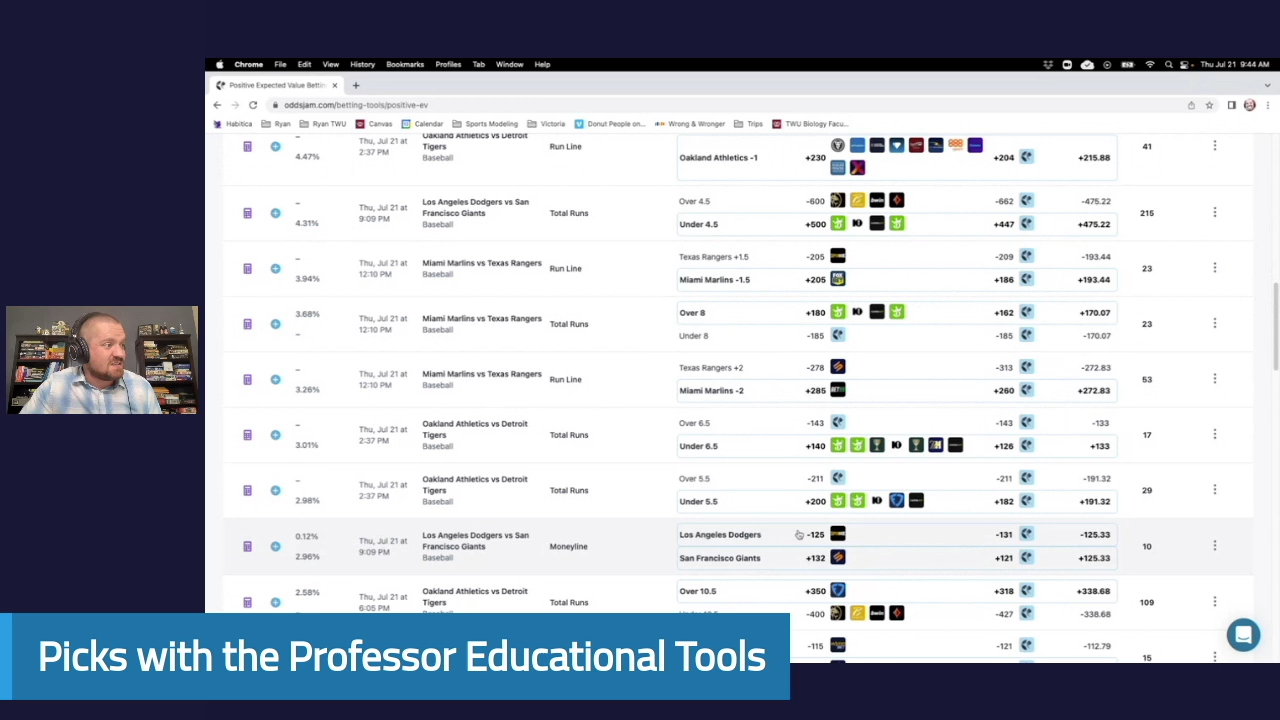 Chrome File Edit View History Bookmarks Profiles Tab Window Help Thu Jul 21 9:44 AM
Positive Expected Value Bettin
oddsjam.com/betting-tools/positive-ev
Habitica Ryan Ryan TWU Canvas Calendar Sports Modeling Victoria Donut People on... Wrong & Wronger Trips TWU Biology Facu...
– Thu, Jul 21 at Oakland Athletics vs Detroit
4.47% 2:37 PM Tigers Run Line 41
Baseball
Oakland Athletics -1 +230 888 +204 +215.88
– Thu, Jul 21 at Los Angeles Dodgers vs San Over 4.5 -600 bwin -662 -475.22
4.31% 9:09 PM Francisco Giants Total Runs 215
Baseball Under 4.5 +500 +447 +475.22
– Thu, Jul 21 at Miami Marlins vs Texas Rangers Run Line Texas Rangers +1.5 -205 -209 -193.44 23
3.94% 12:10 PM Baseball Miami Marlins -1.5 +205 +186 +193.44
3.68% Thu, Jul 21 at Miami Marlins vs Texas Rangers Total Runs Over 8 +180 +162 +170.07 23
– 12:10 PM Baseball Under 8 -185 -185 -170.07
– Thu, Jul 21 at Miami Marlins vs Texas Rangers Run Line Texas Rangers +2 -278 -313 -272.83 53
3.26% 12:10 PM Baseball Miami Marlins -2 +285 +260 +272.83
– Thu, Jul 21 at Oakland Athletics vs Detroit Over 6.5 -143 -143 -133
3.01% 2:37 PM Tigers Total Runs 17
Baseball Under 6.5 +140 +126 +133
– Thu, Jul 21 at Oakland Athletics vs Detroit Over 5.5 -211 -211 -191.32
2.98% 2:37 PM Tigers Total Runs 29
Baseball Under 5.5 +200 +182 +191.32
0.12% Thu, Jul 21 at Los Angeles Dodgers vs San Los Angeles Dodgers -125 -131 -125.33
2.96% 9:09 PM Francisco Giants Moneyline 10
Baseball San Francisco Giants +132 +121 +125.33
2.58% Thu, Jul 21 at Oakland Athletics vs Detroit Over 10.5 +350 +318 +338.68
6:05 PM Tigers Total Runs 109
-400 bwin -427 -338.68
-115 -121 -112.79 15
Picks with the Professor Educational Tools